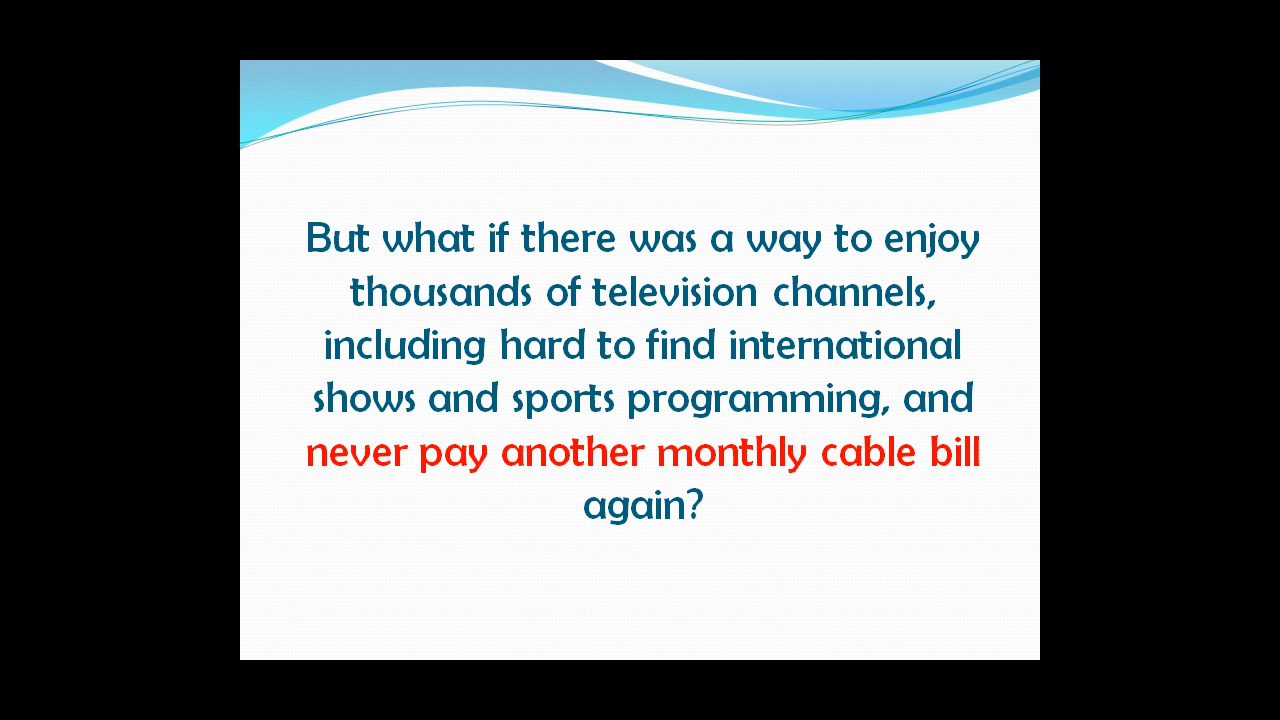 But what if there was a way to enjoy
thousands of television channels,
including hard to find international
shows and sports programming, and
never pay another monthly cable bill
again?